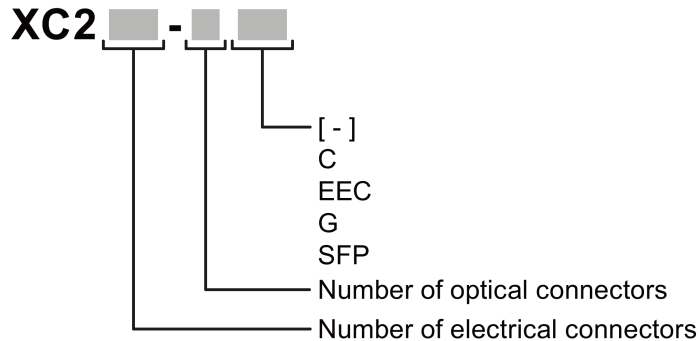 XC2 -
[ - ]
C
EEC
G
SFP
Number of optical connectors
Number of electrical connectors